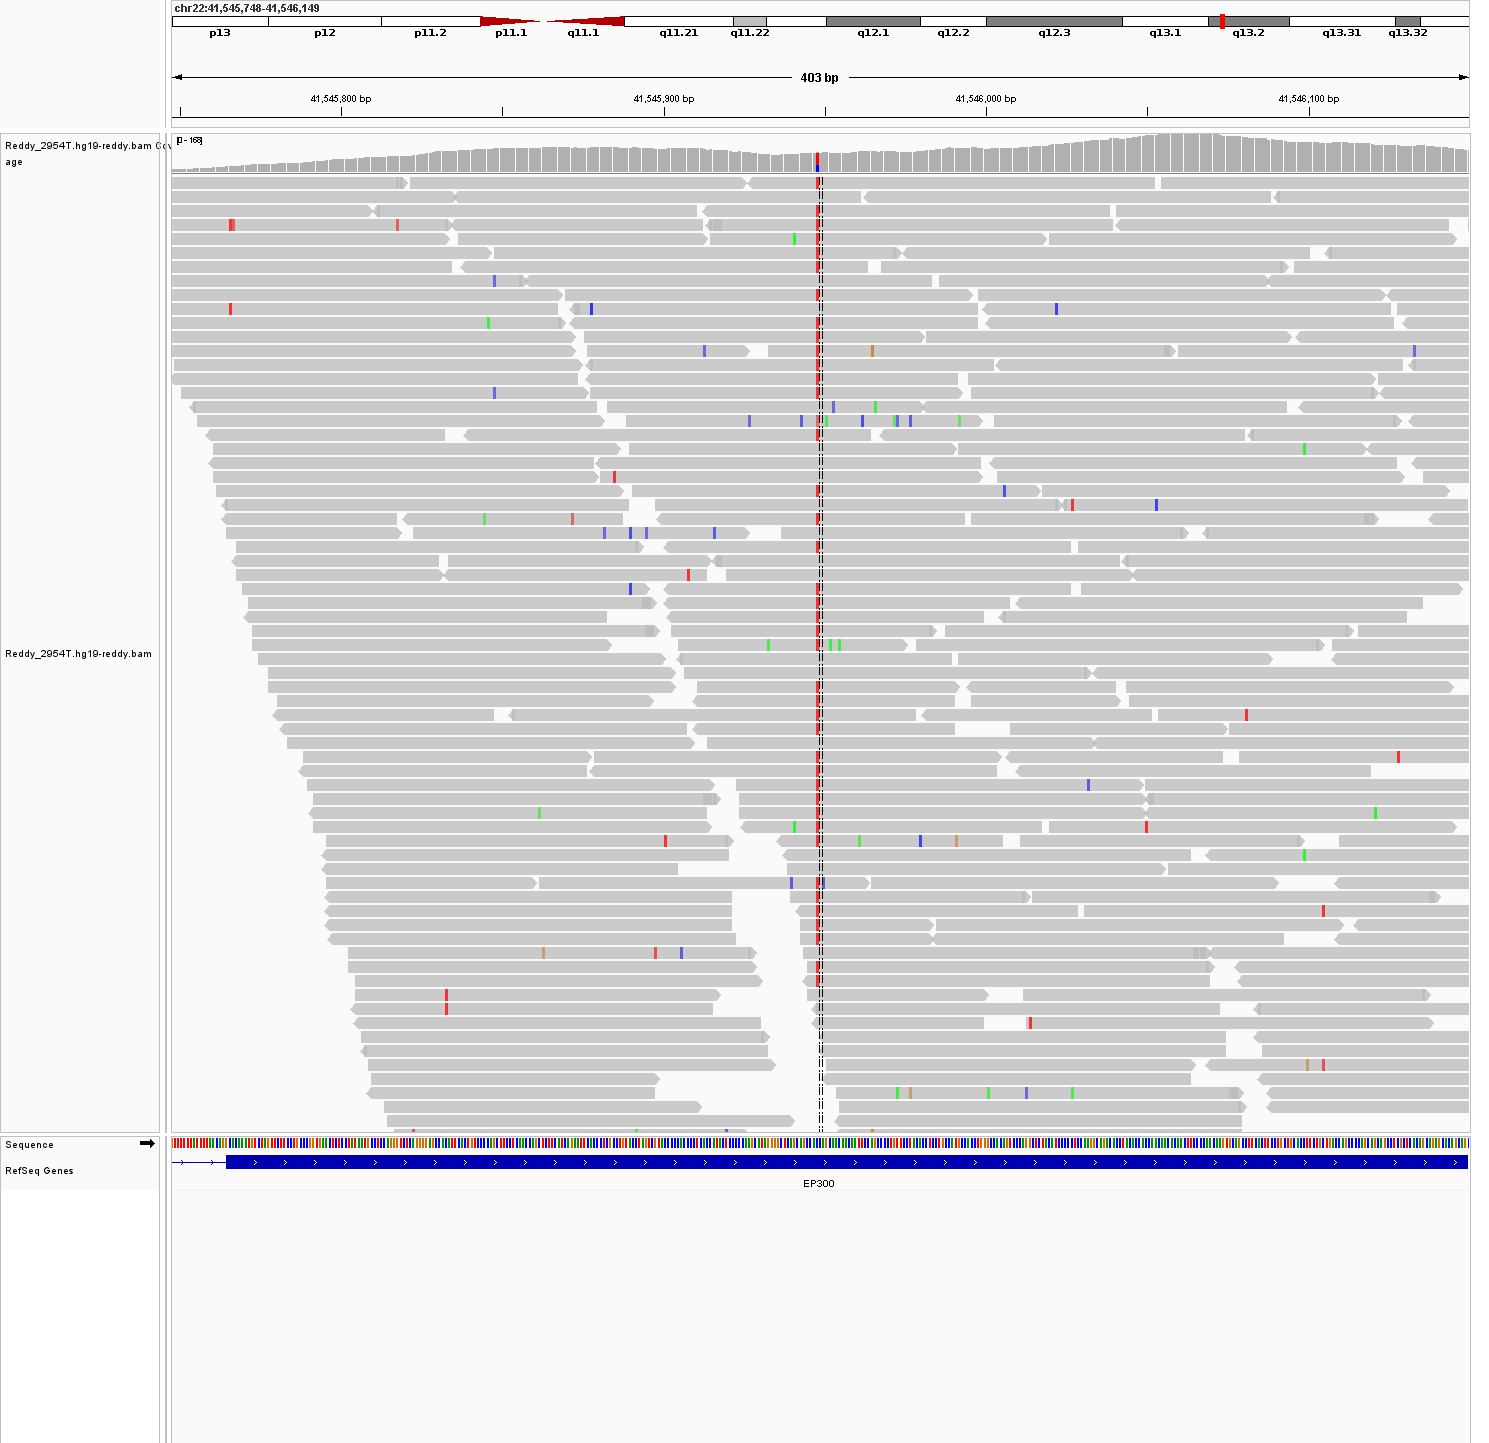 chr22:41,545,748-41,546,149
p13 p12 p11.2 p11.1 q11.1 q11.21 q11.22 q12.1 q12.2 q12.3 q13.1 q13.2 q13.31 q13.32
403 bp
41,545,800 bp 41,545,900 bp 41,546,000 bp 41,546,100 bp
[0 - 168]
Reddy_2954T.hg19-reddy.bam Cov
age
Reddy_2954T.hg19-reddy.bam
Sequence
RefSeq Genes
EP300